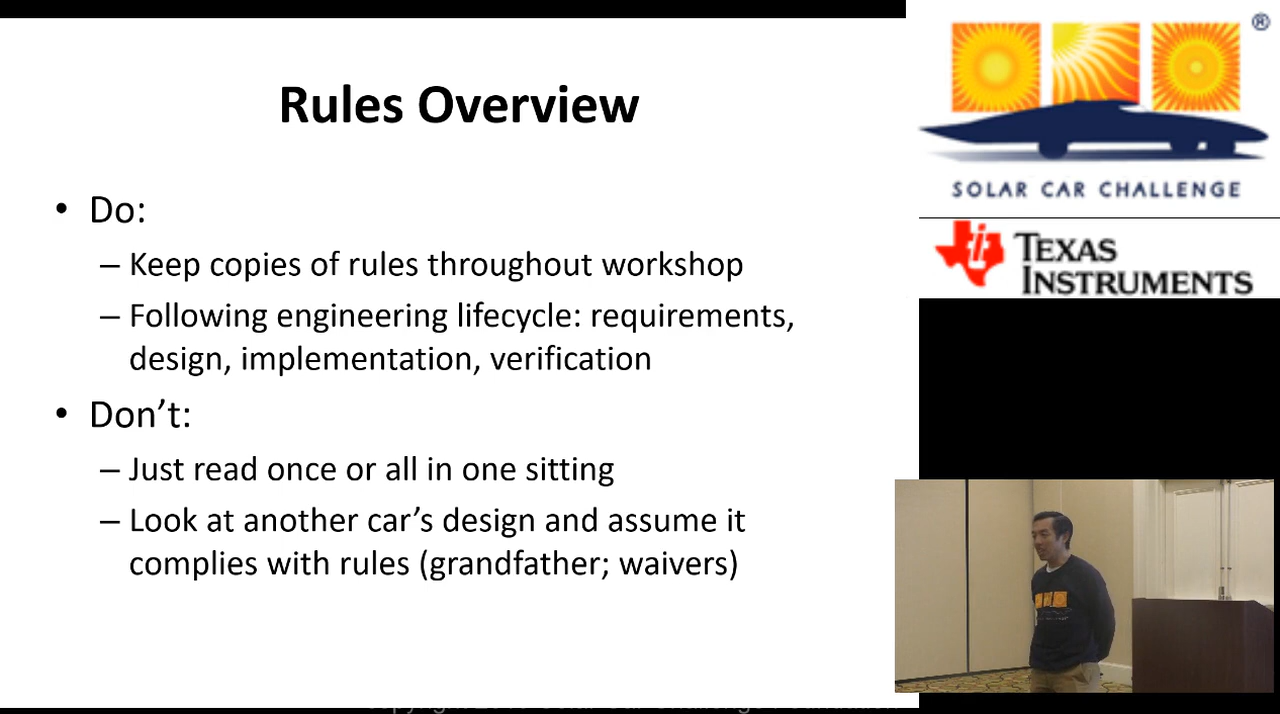 Rules Overview
• Do:
– Keep copies of rules throughout workshop
– Following engineering lifecycle: requirements,
design, implementation, verification
• Don’t:
– Just read once or all in one sitting
– Look at another car’s design and assume it
complies with rules (grandfather; waivers)
®
SOLAR CAR CHALLENGE
TEXAS
INSTRUMENTS